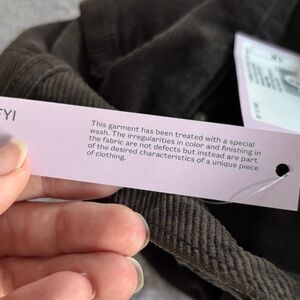 FYI
This garment has been treated with a special
wash. The irregularities in color and finishing in
the fabric are not defects but instead are part
of the desired characteristics of a unique piece
of clothing.